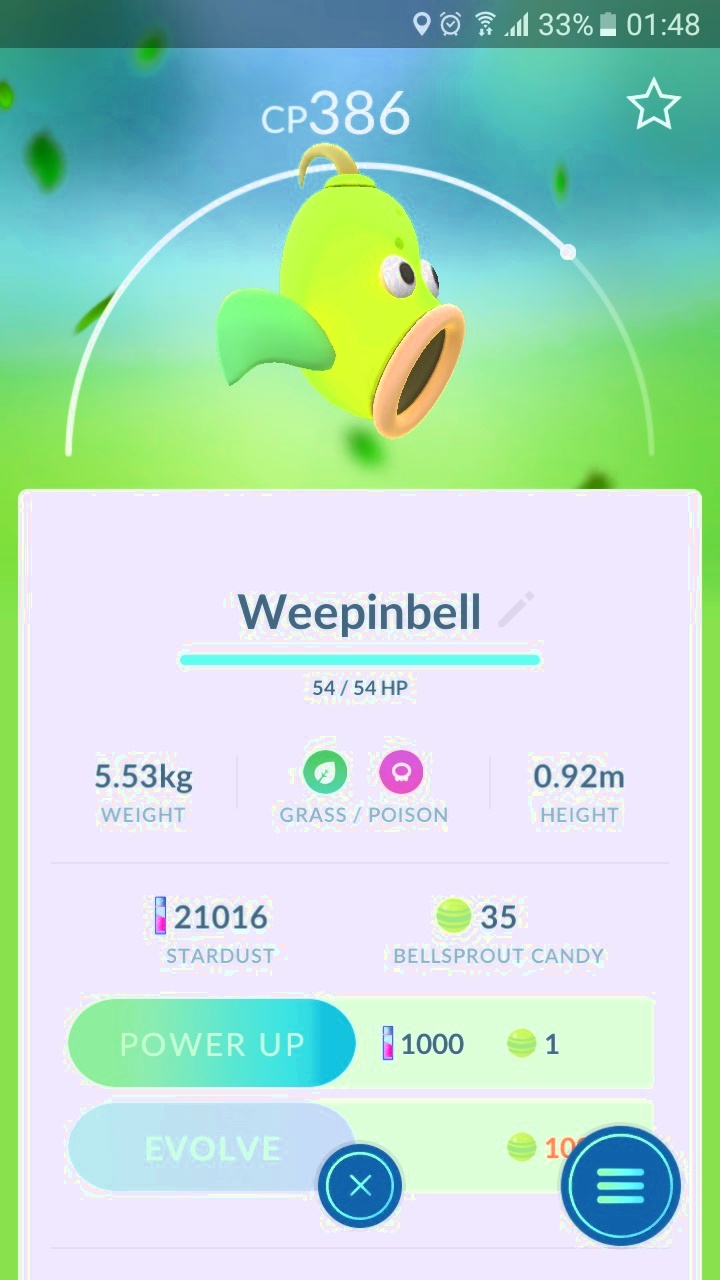 33% 01:48
CP386
Weepinbell
54 / 54 HP
5.53kg
WEIGHT
GRASS / POISON
0.92m
HEIGHT
21016
STARDUST
35
BELLSPROUT CANDY
POWER UP 1000 1
EVOLVE